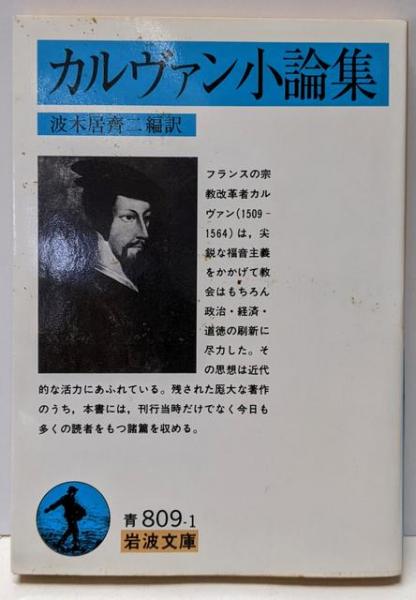 カルヴァン小論集
波木居齊二編訳
フランスの宗
教改革者カル
ヴァン(1509-
1564)は，尖
鋭な福音主義
をかかげて教
会はもちろん
政治・経済・
道徳の刷新に
尽力した。そ
の思想は近代
的な活力にあふれている。残された厖大な著作
のうち，本書には，刊行当時だけでなく今日も
多くの読者をもつ諸篇を収める。
青 809-1
岩波文庫